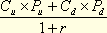 C_u × P_u + C_d × P_d
1 + r